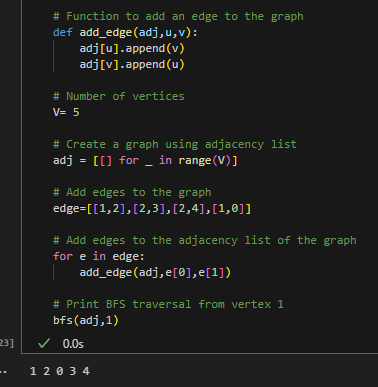 # Function to add an edge to the graph
def add_edge(adj,u,v):
    adj[u].append(v)
    adj[v].append(u)
# Number of vertices
V= 5
# Create a graph using adjacency list
adj = [[] for _ in range(V)]
# Add edges to the graph
edge=[[1,2],[2,3],[2,4],[1,0]]
# Add edges to the adjacency list of the graph
for e in edge:
    add_edge(adj,e[0],e[1])
# Print BFS traversal from vertex 1
bfs(adj,1)
23] ✓ 0.0s
1 2 0 3 4